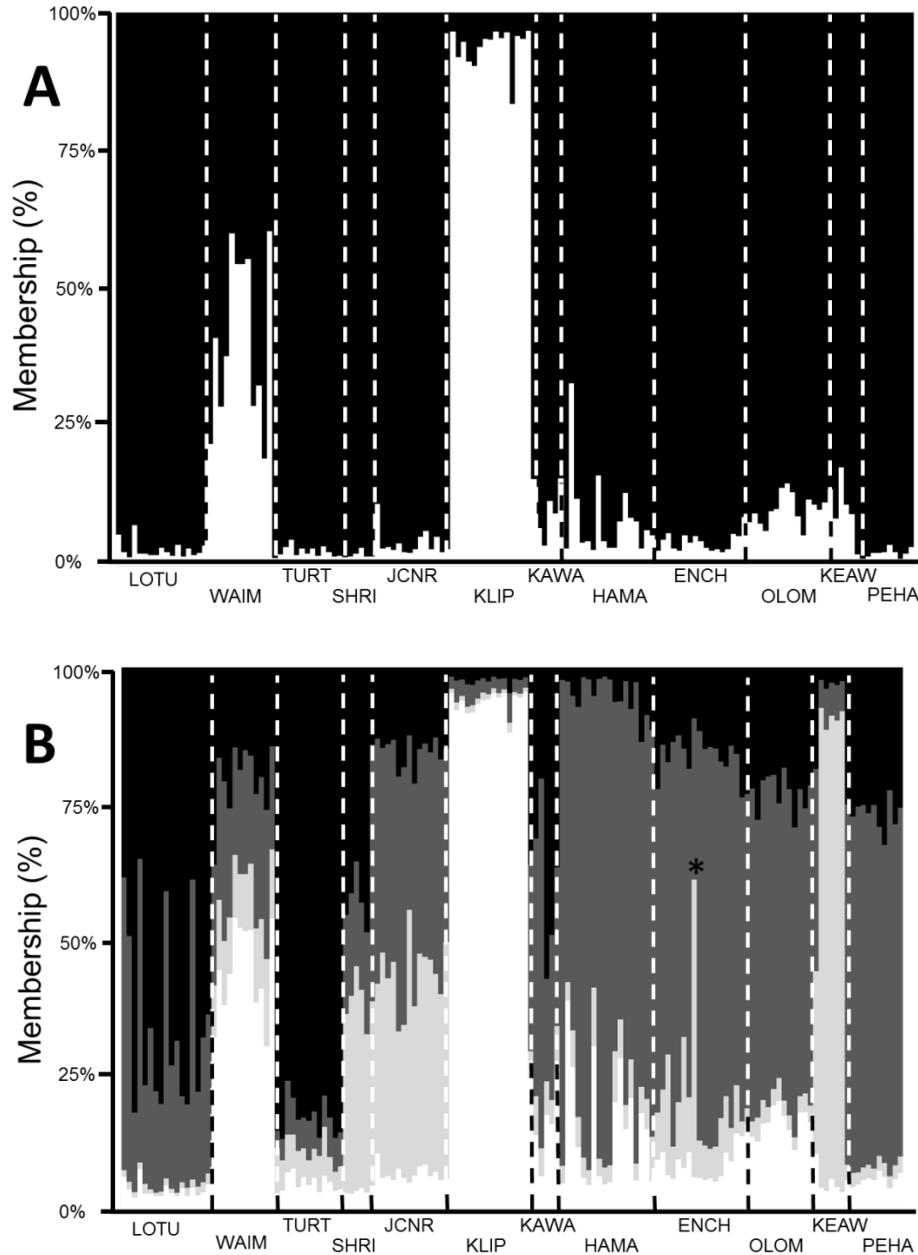 A
Membership (%)
100%
75%
50%
25%
0%
LOTU WAIM TURT SHRI JCNR KLIP KAWA HAMA ENCH OLOM KEAW PEHA
B
Membership (%)
100%
75%
50%
25%
0%
*
LOTU WAIM TURT SHRI JCNR KLIP KAWA HAMA ENCH OLOM KEAW PEHA